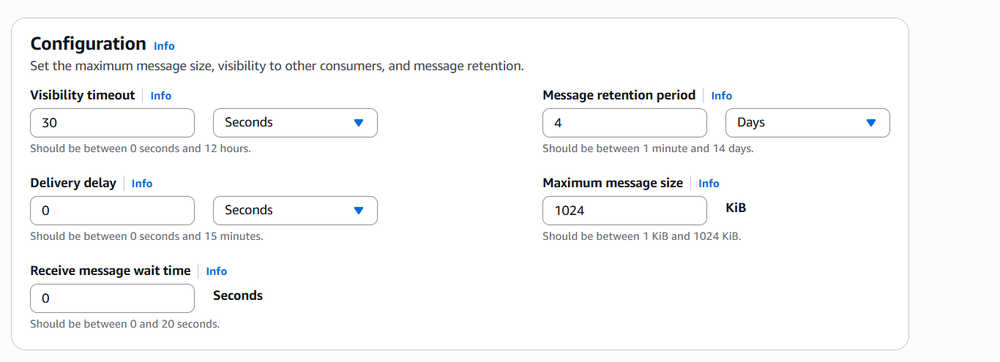 Configuration Info
Set the maximum message size, visibility to other consumers, and message retention.
Visibility timeout Info
30 Seconds
Should be between 0 seconds and 12 hours.
Message retention period Info
4 Days
Should be between 1 minute and 14 days.
Delivery delay Info
0 Seconds
Should be between 0 seconds and 15 minutes.
Maximum message size Info
1024 KiB
Should be between 1 KiB and 1024 KiB.
Receive message wait time Info
0 Seconds
Should be between 0 and 20 seconds.